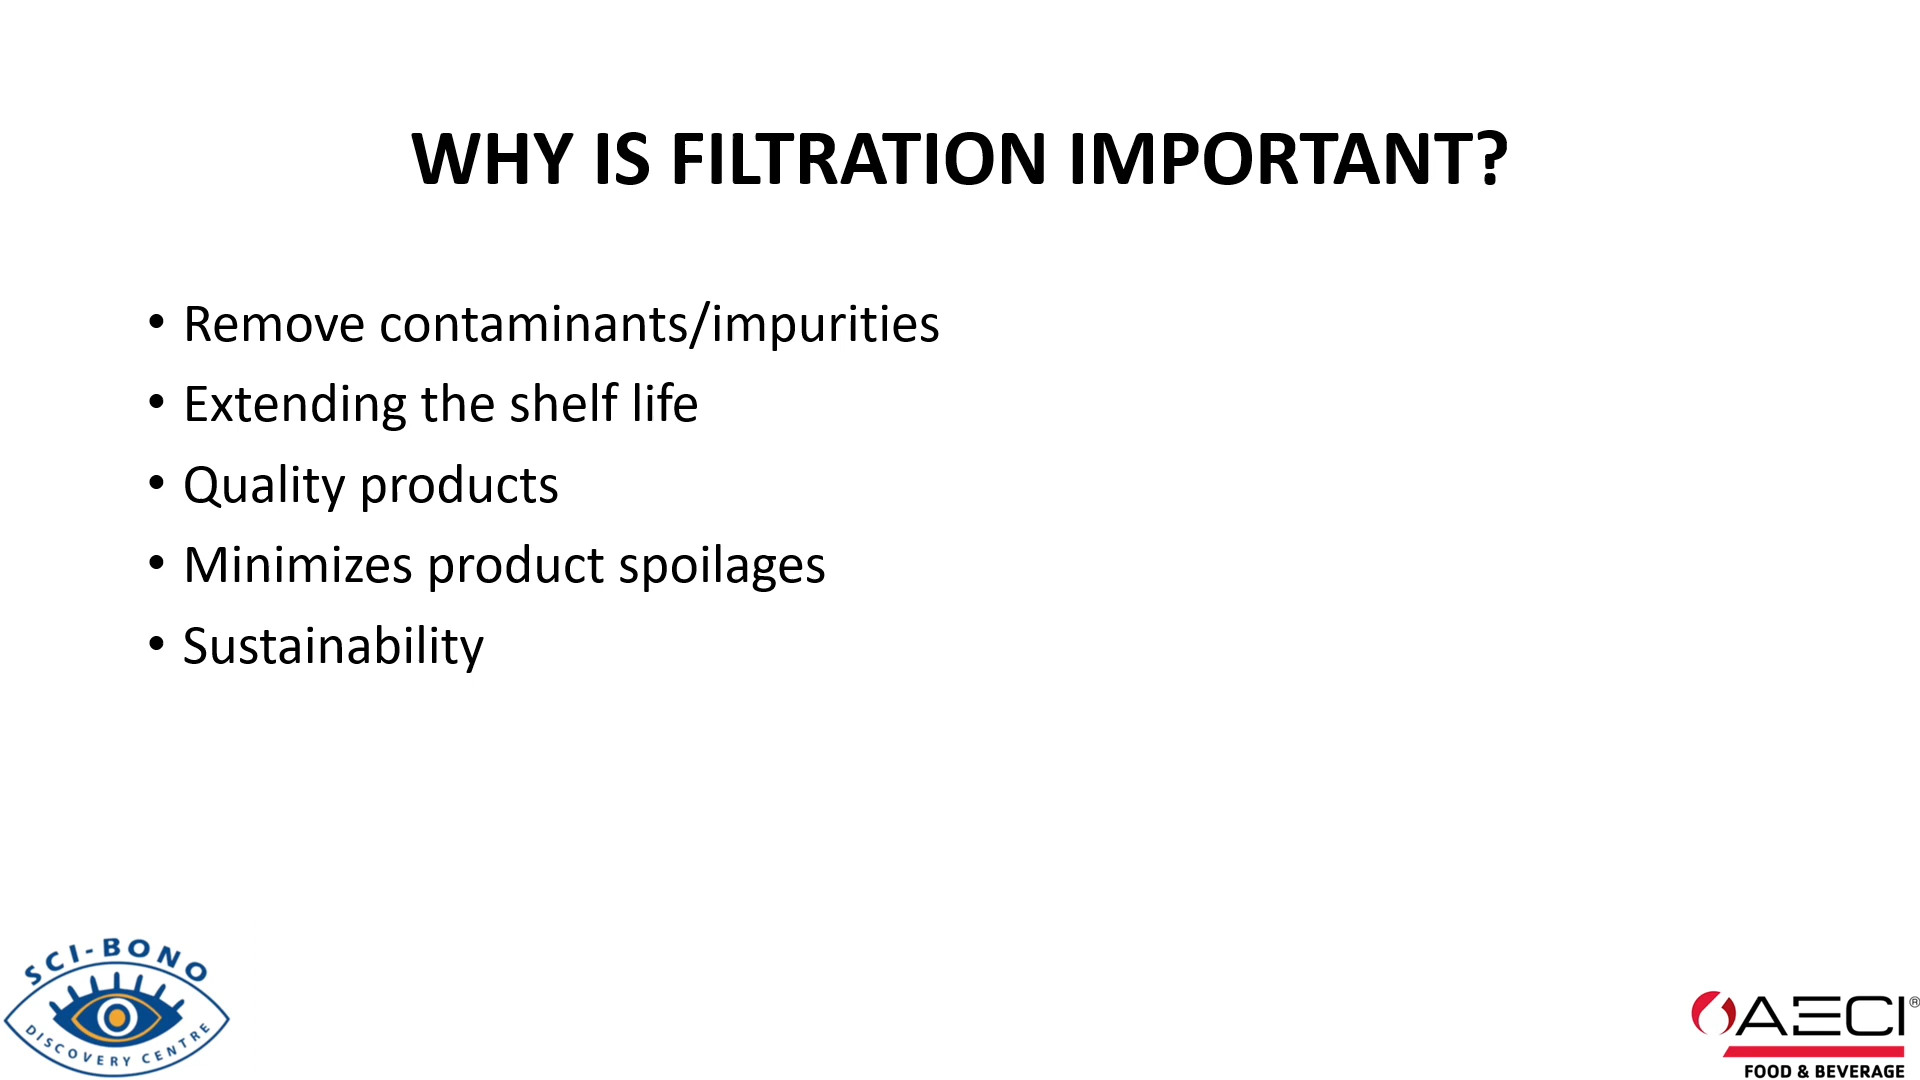 WHY IS FILTRATION IMPORTANT?
• Remove contaminants/impurities
• Extending the shelf life
• Quality products
• Minimizes product spoilages
• Sustainability
SCI-BONO
DISCOVERY CENTRE
AECI®
FOOD & BEVERAGE